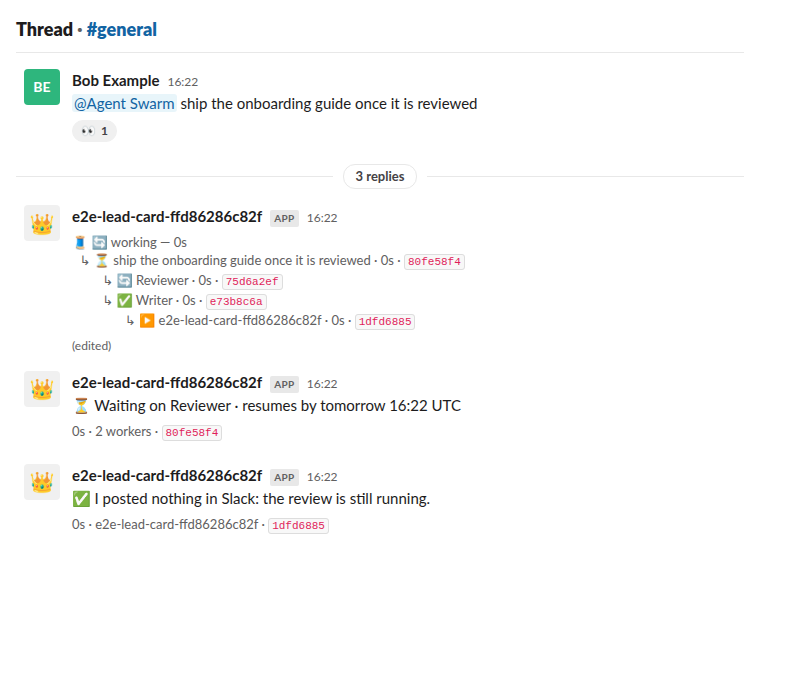 Thread • #general
BE
Bob Example 16:22
@Agent Swarm ship the onboarding guide once it is reviewed
👀 1
3 replies
e2e-lead-card-ffd86286c82f APP 16:22
🧵 🔄 working — 0s
↳ ⏳ ship the onboarding guide once it is reviewed · 0s · 80fe58f4
↳ 🔄 Reviewer · 0s · 75d6a2ef
↳ ✅ Writer · 0s · e73b8c6a
↳ ▶️ e2e-lead-card-ffd86286c82f · 0s · 1dfd6885
(edited)
e2e-lead-card-ffd86286c82f APP 16:22
⏳ Waiting on Reviewer · resumes by tomorrow 16:22 UTC
0s · 2 workers · 80fe58f4
e2e-lead-card-ffd86286c82f APP 16:22
✅ I posted nothing in Slack: the review is still running.
0s · e2e-lead-card-ffd86286c82f · 1dfd6885